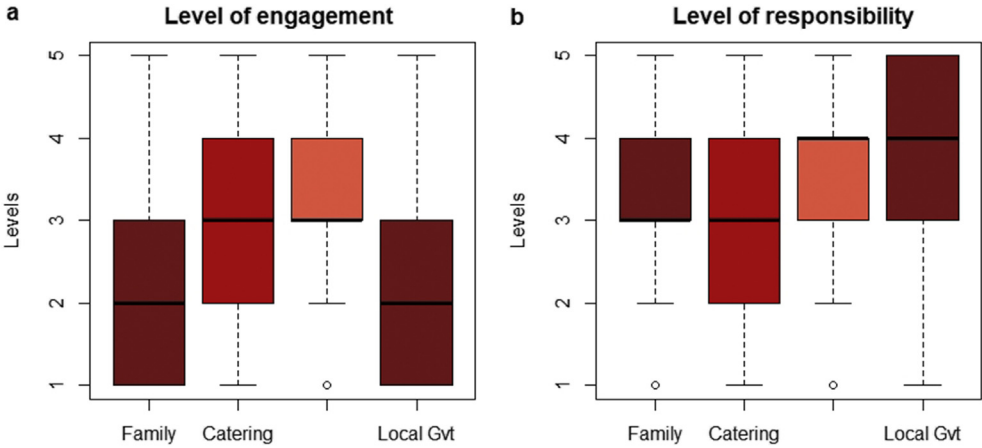 a
Level of engagement
Levels
5
4
3
2
1
Family
Catering
Local Gvt
b
Level of responsibility
Levels
5
4
3
2
1
Family
Catering
Local Gvt